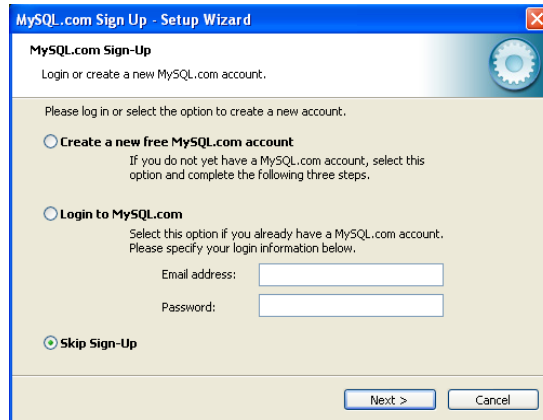 MySQL.com Sign Up - Setup Wizard
MySQL.com Sign-Up
Login or create a new MySQL.com account.
Please log in or select the option to create a new account.
Create a new free MySQL.com account
If you do not yet have a MySQL.com account, select this
option and complete the following three steps.
Login to MySQL.com
Select this option if you already have a MySQL.com account.
Please specify your login information below.
Email address:
Password:
Skip Sign-Up
Next > Cancel